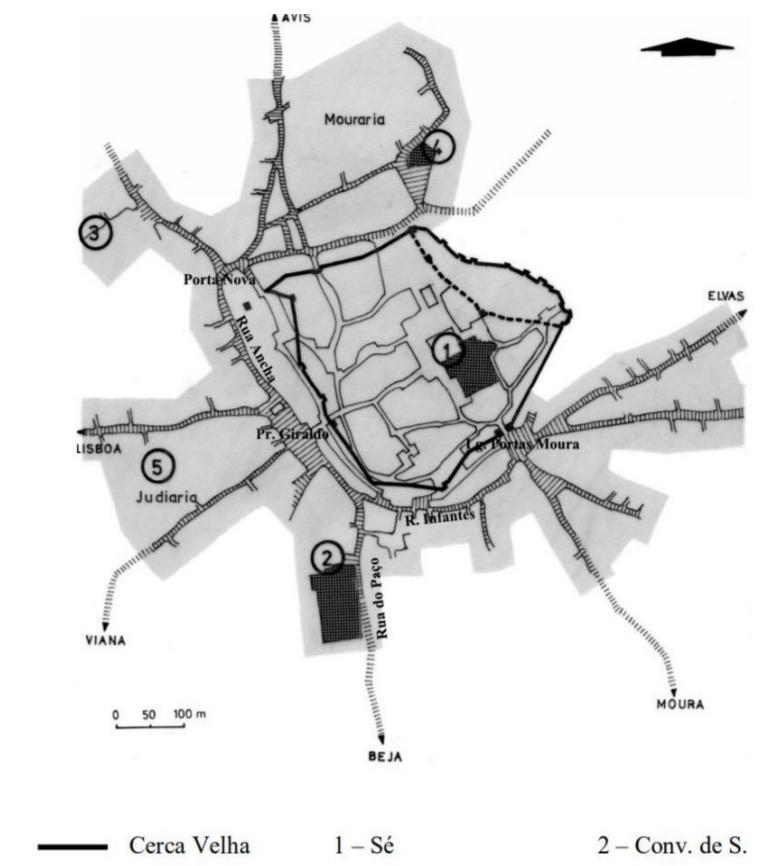 AVIS
Mouraria
4
3
Porta Nova
ELVAS
Rua Ancha
1
Pr. Giraldo
Lg. Portas Moura
LISBOA
5
Judiaria
R. Infantes
2
Rua do Paço
VIANA
MOURA
0 50 100 m
BEJA
Cerca Velha 1 – Sé 2 – Conv. de S.